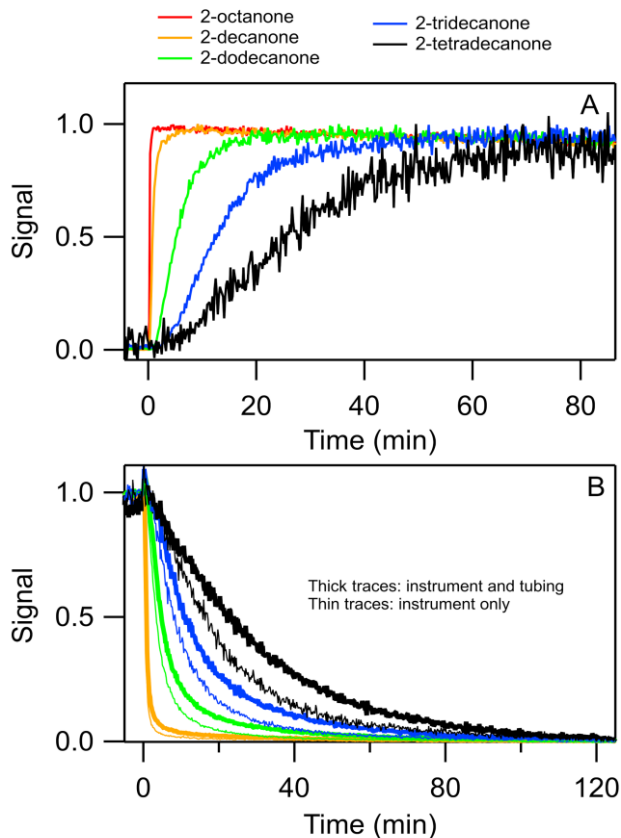 2-octanone
2-decanone
2-dodecanone
2-tridecanone
2-tetradecanone
A
1.0
0.5
0.0
Signal
0 20 40 60 80
Time (min)
B
1.0
0.5
0.0
Signal
Thick traces: instrument and tubing
Thin traces: instrument only
0 40 80 120
Time (min)